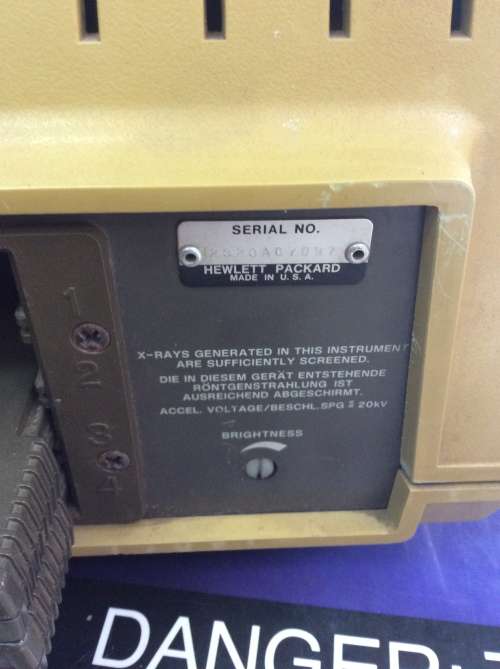 SERIAL NO.
HEWLETT PACKARD
MADE IN U.S.A.
1
2
3
4
X-RAYS GENERATED IN THIS INSTRUMENT
ARE SUFFICIENTLY SCREENED.
DIE IN DIESEM GERÄT ENTSTEHENDE
RÖNTGENSTRAHLUNG IST
AUSREICHEND ABGESCHIRMT.
ACCEL. VOLTAGE/BESCHL.SPG ≦ 20kV
BRIGHTNESS
DANGER